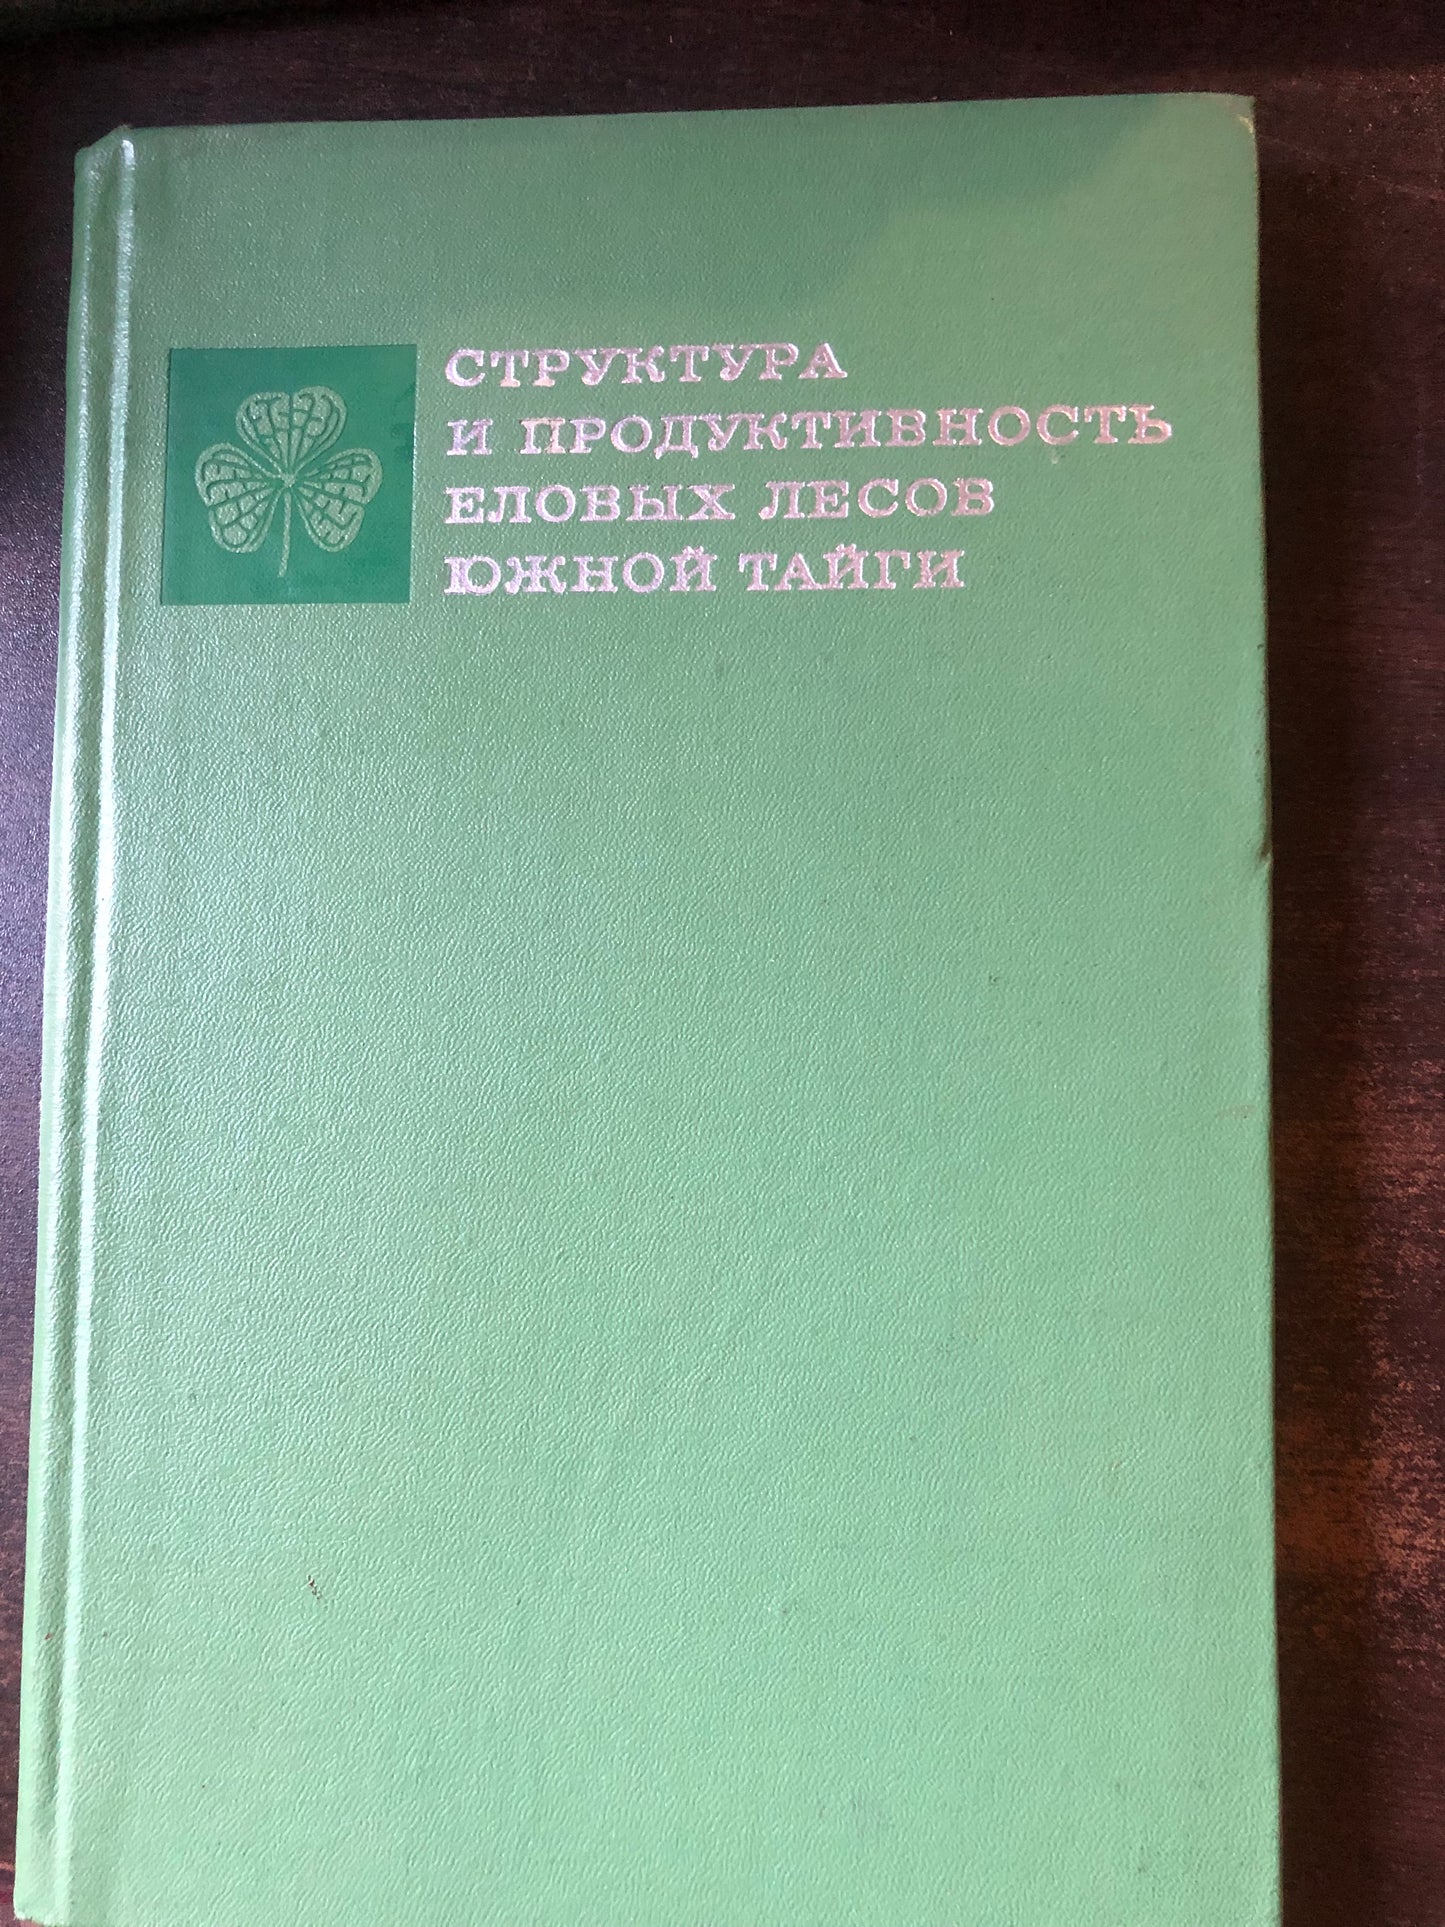 СТРУКТУРА
И ПРОДУКТИВНОСТЬ
ЕЛОВЫХ ЛЕСОВ
ЮЖНОЙ ТАЙГИ